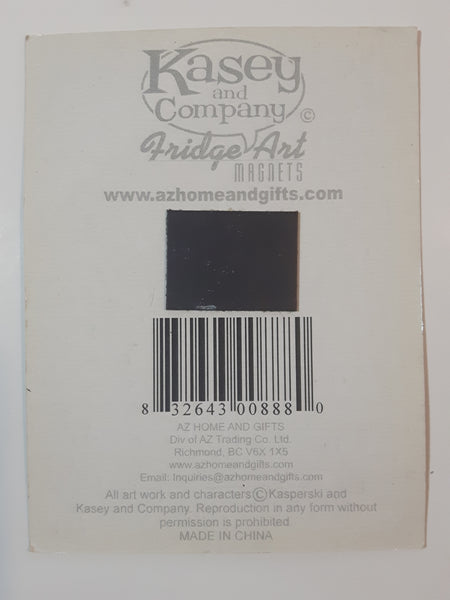 Kasey
and
Company ©
Fridge Art
MAGNETS
www.azhomeandgifts.com
8 32643 00888 0
AZ HOME AND GIFTS
Div of AZ Trading Co. Ltd.
Richmond, BC V6X 1X5
www.azhomeandgifts.com
Email: Inquiries@azhomeandgifts.com
All art work and characters©Kasperski and
Kasey and Company. Reproduction in any form without
permission is prohibited.
MADE IN CHINA